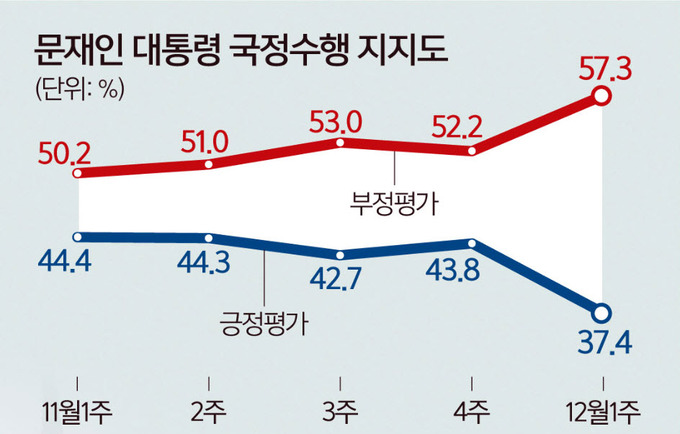 문재인 대통령 국정수행 지지도
(단위: %)
57.3
50.2
51.0
53.0
52.2
부정평가
44.4
44.3
42.7
43.8
긍정평가
37.4
11월1주
2주
3주
4주
12월1주